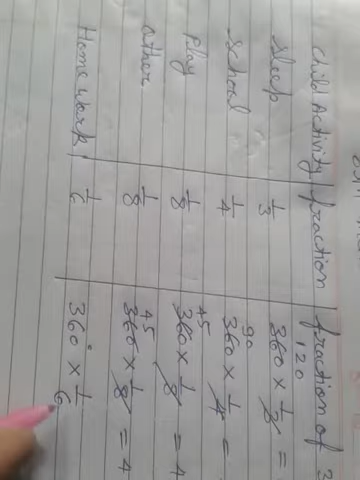 Child Activity fraction fraction of 3
Sleep 1/3 360 × 1/3 = 120
School 1/4 360 × 1/4 = 90
Play 1/8 360 × 1/8 = 4 45
Other 1/8 360 × 1/8 = 4 45
Home work 1/6 360° × 1/6